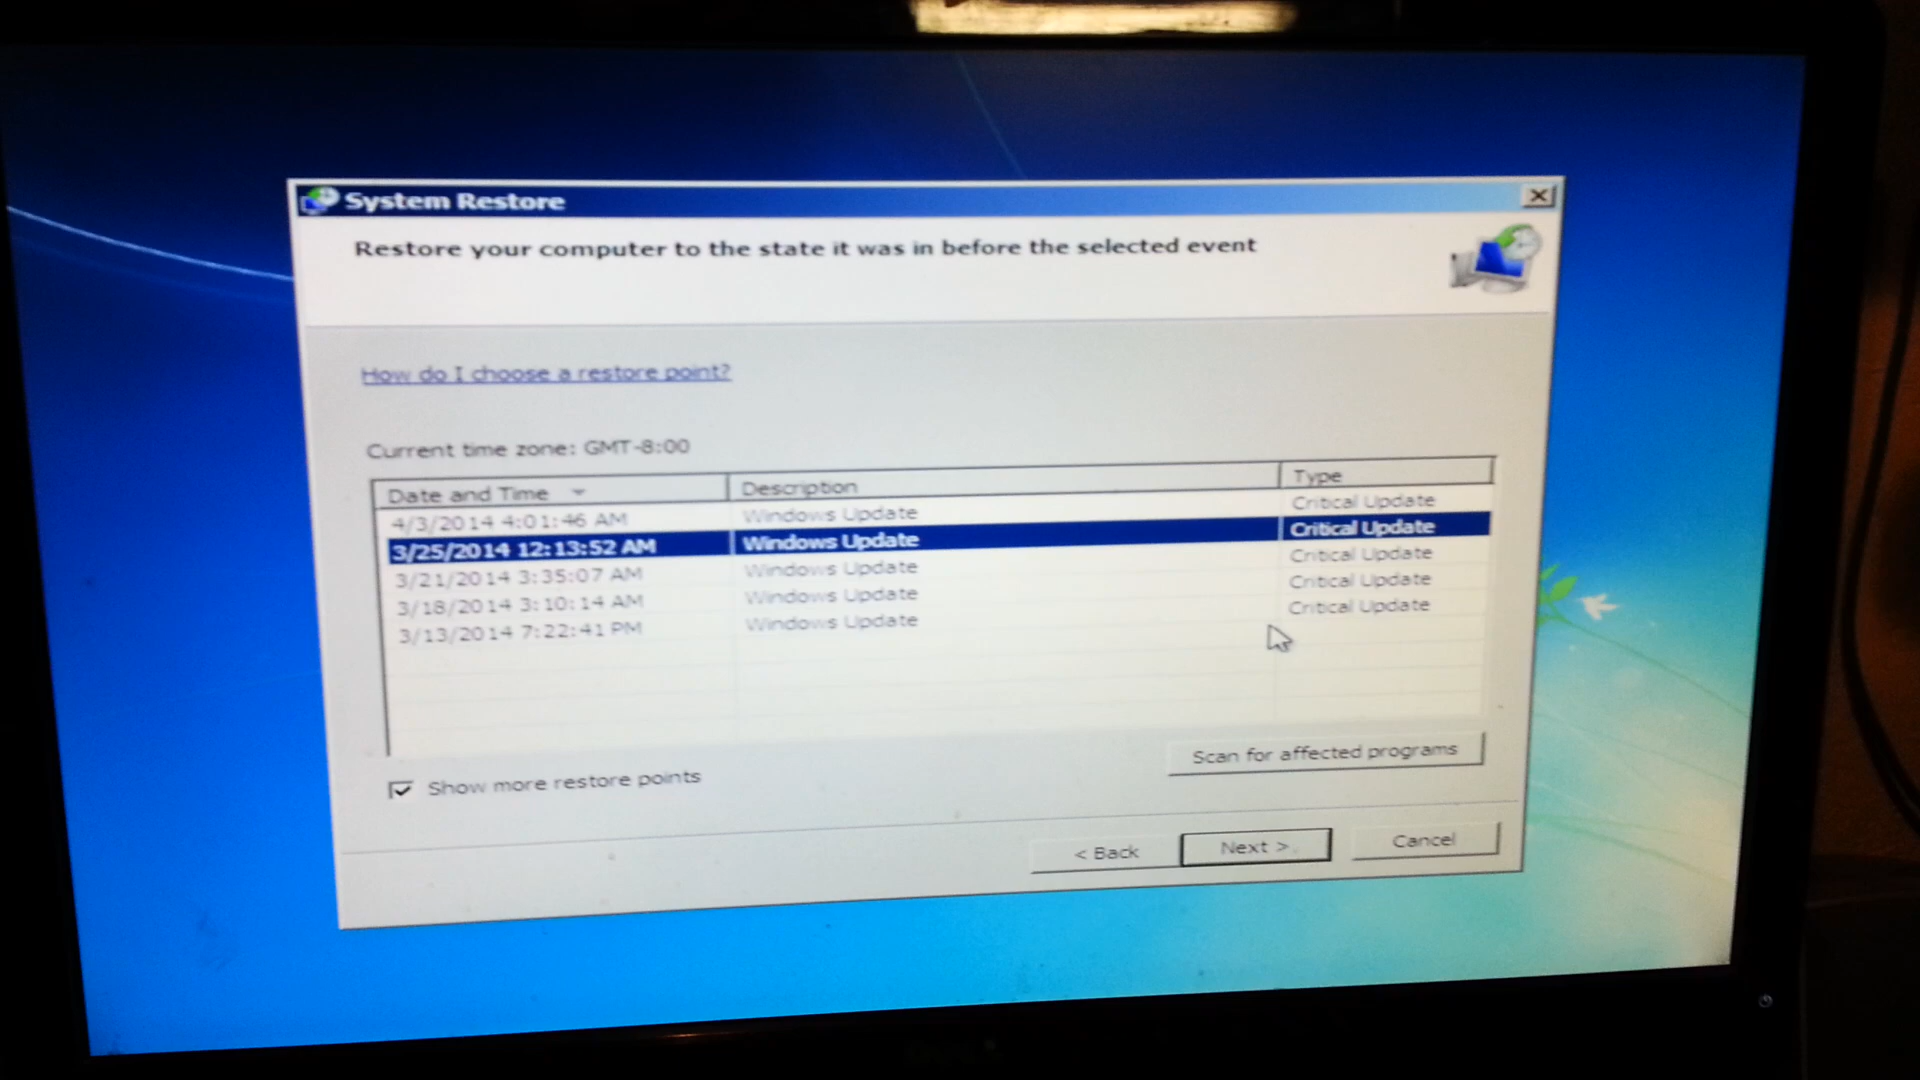 System Restore
Restore your computer to the state it was in before the selected event
How do I choose a restore point?
Current time zone: GMT-8:00
Date and Time Description Type
4/3/2014 4:01:46 AM Windows Update Critical Update
3/25/2014 12:13:52 AM Windows Update Critical Update
3/21/2014 3:35:07 AM Windows Update Critical Update
3/18/2014 3:10:14 AM Windows Update Critical Update
3/13/2014 7:22:41 PM Windows Update Critical Update
Scan for affected programs
Show more restore points
< Back Next > Cancel